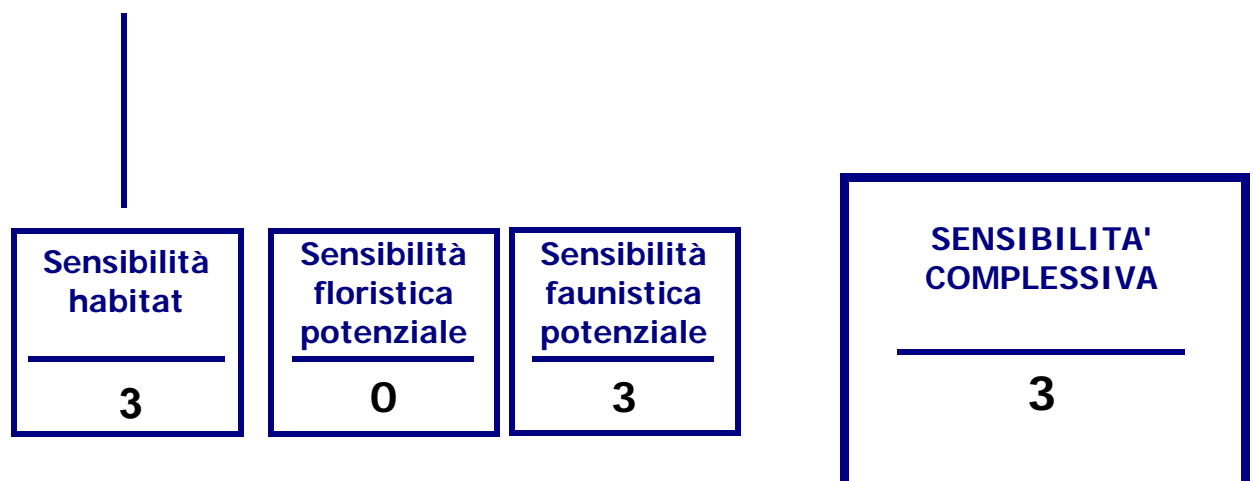 Sensibilità
habitat
3
Sensibilità
floristica
potenziale
0
Sensibilità
faunistica
potenziale
3
SENSIBILITA'
COMPLESSIVA
3